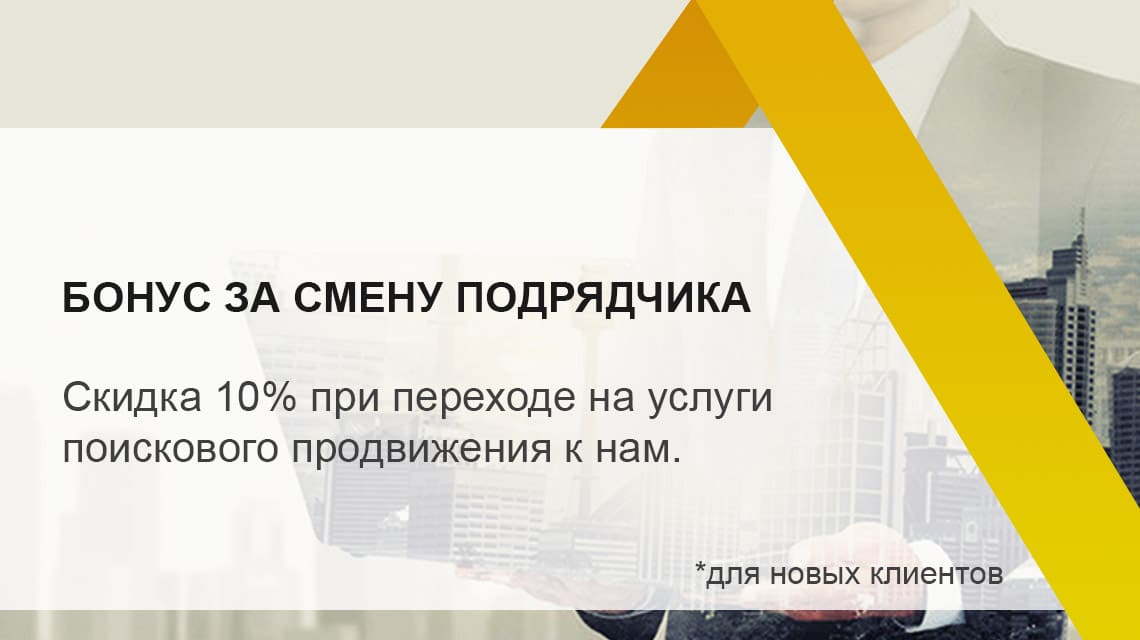 БОНУС ЗА СМЕНУ ПОДРЯДЧИКА
Скидка 10% при переходе на услуги
поискового продвижения к нам.
*для новых клиентов